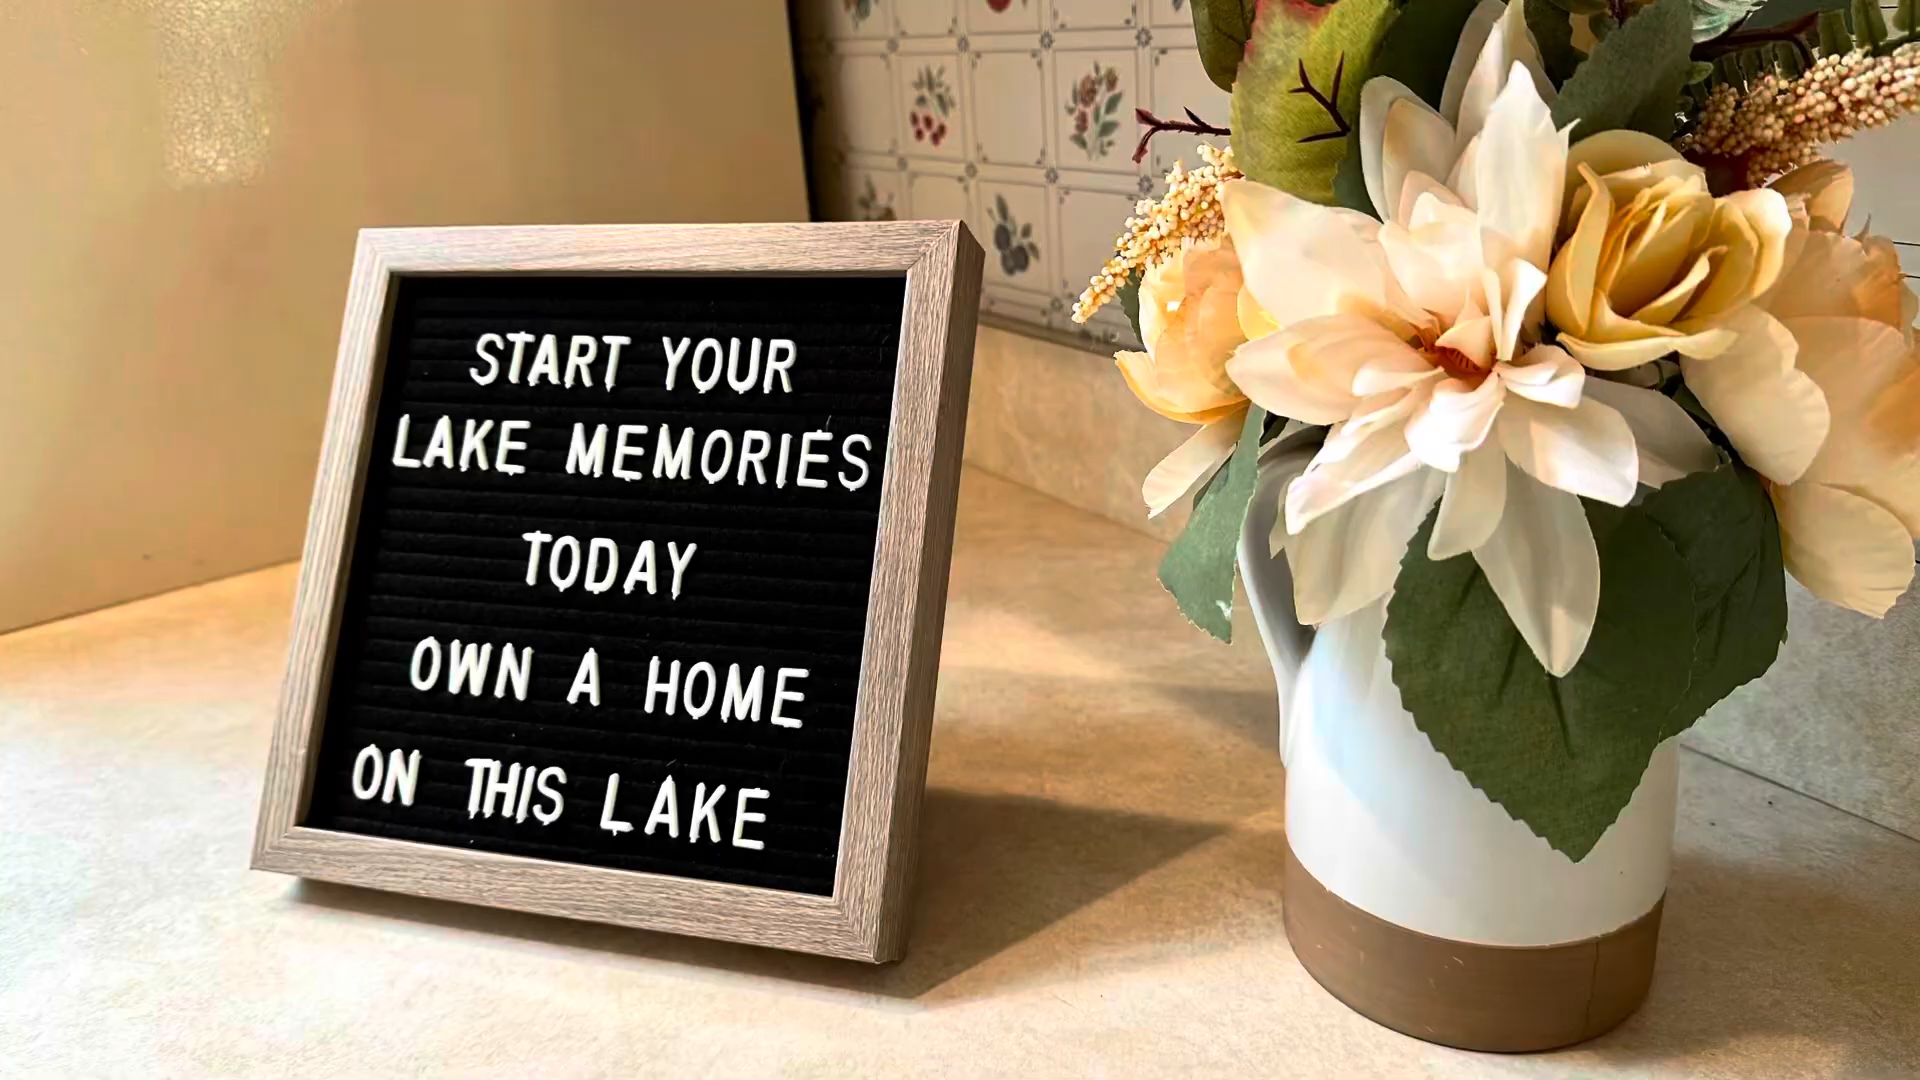 START YOUR
LAKE MEMORIES
TODAY
OWN A HOME
ON THIS LAKE